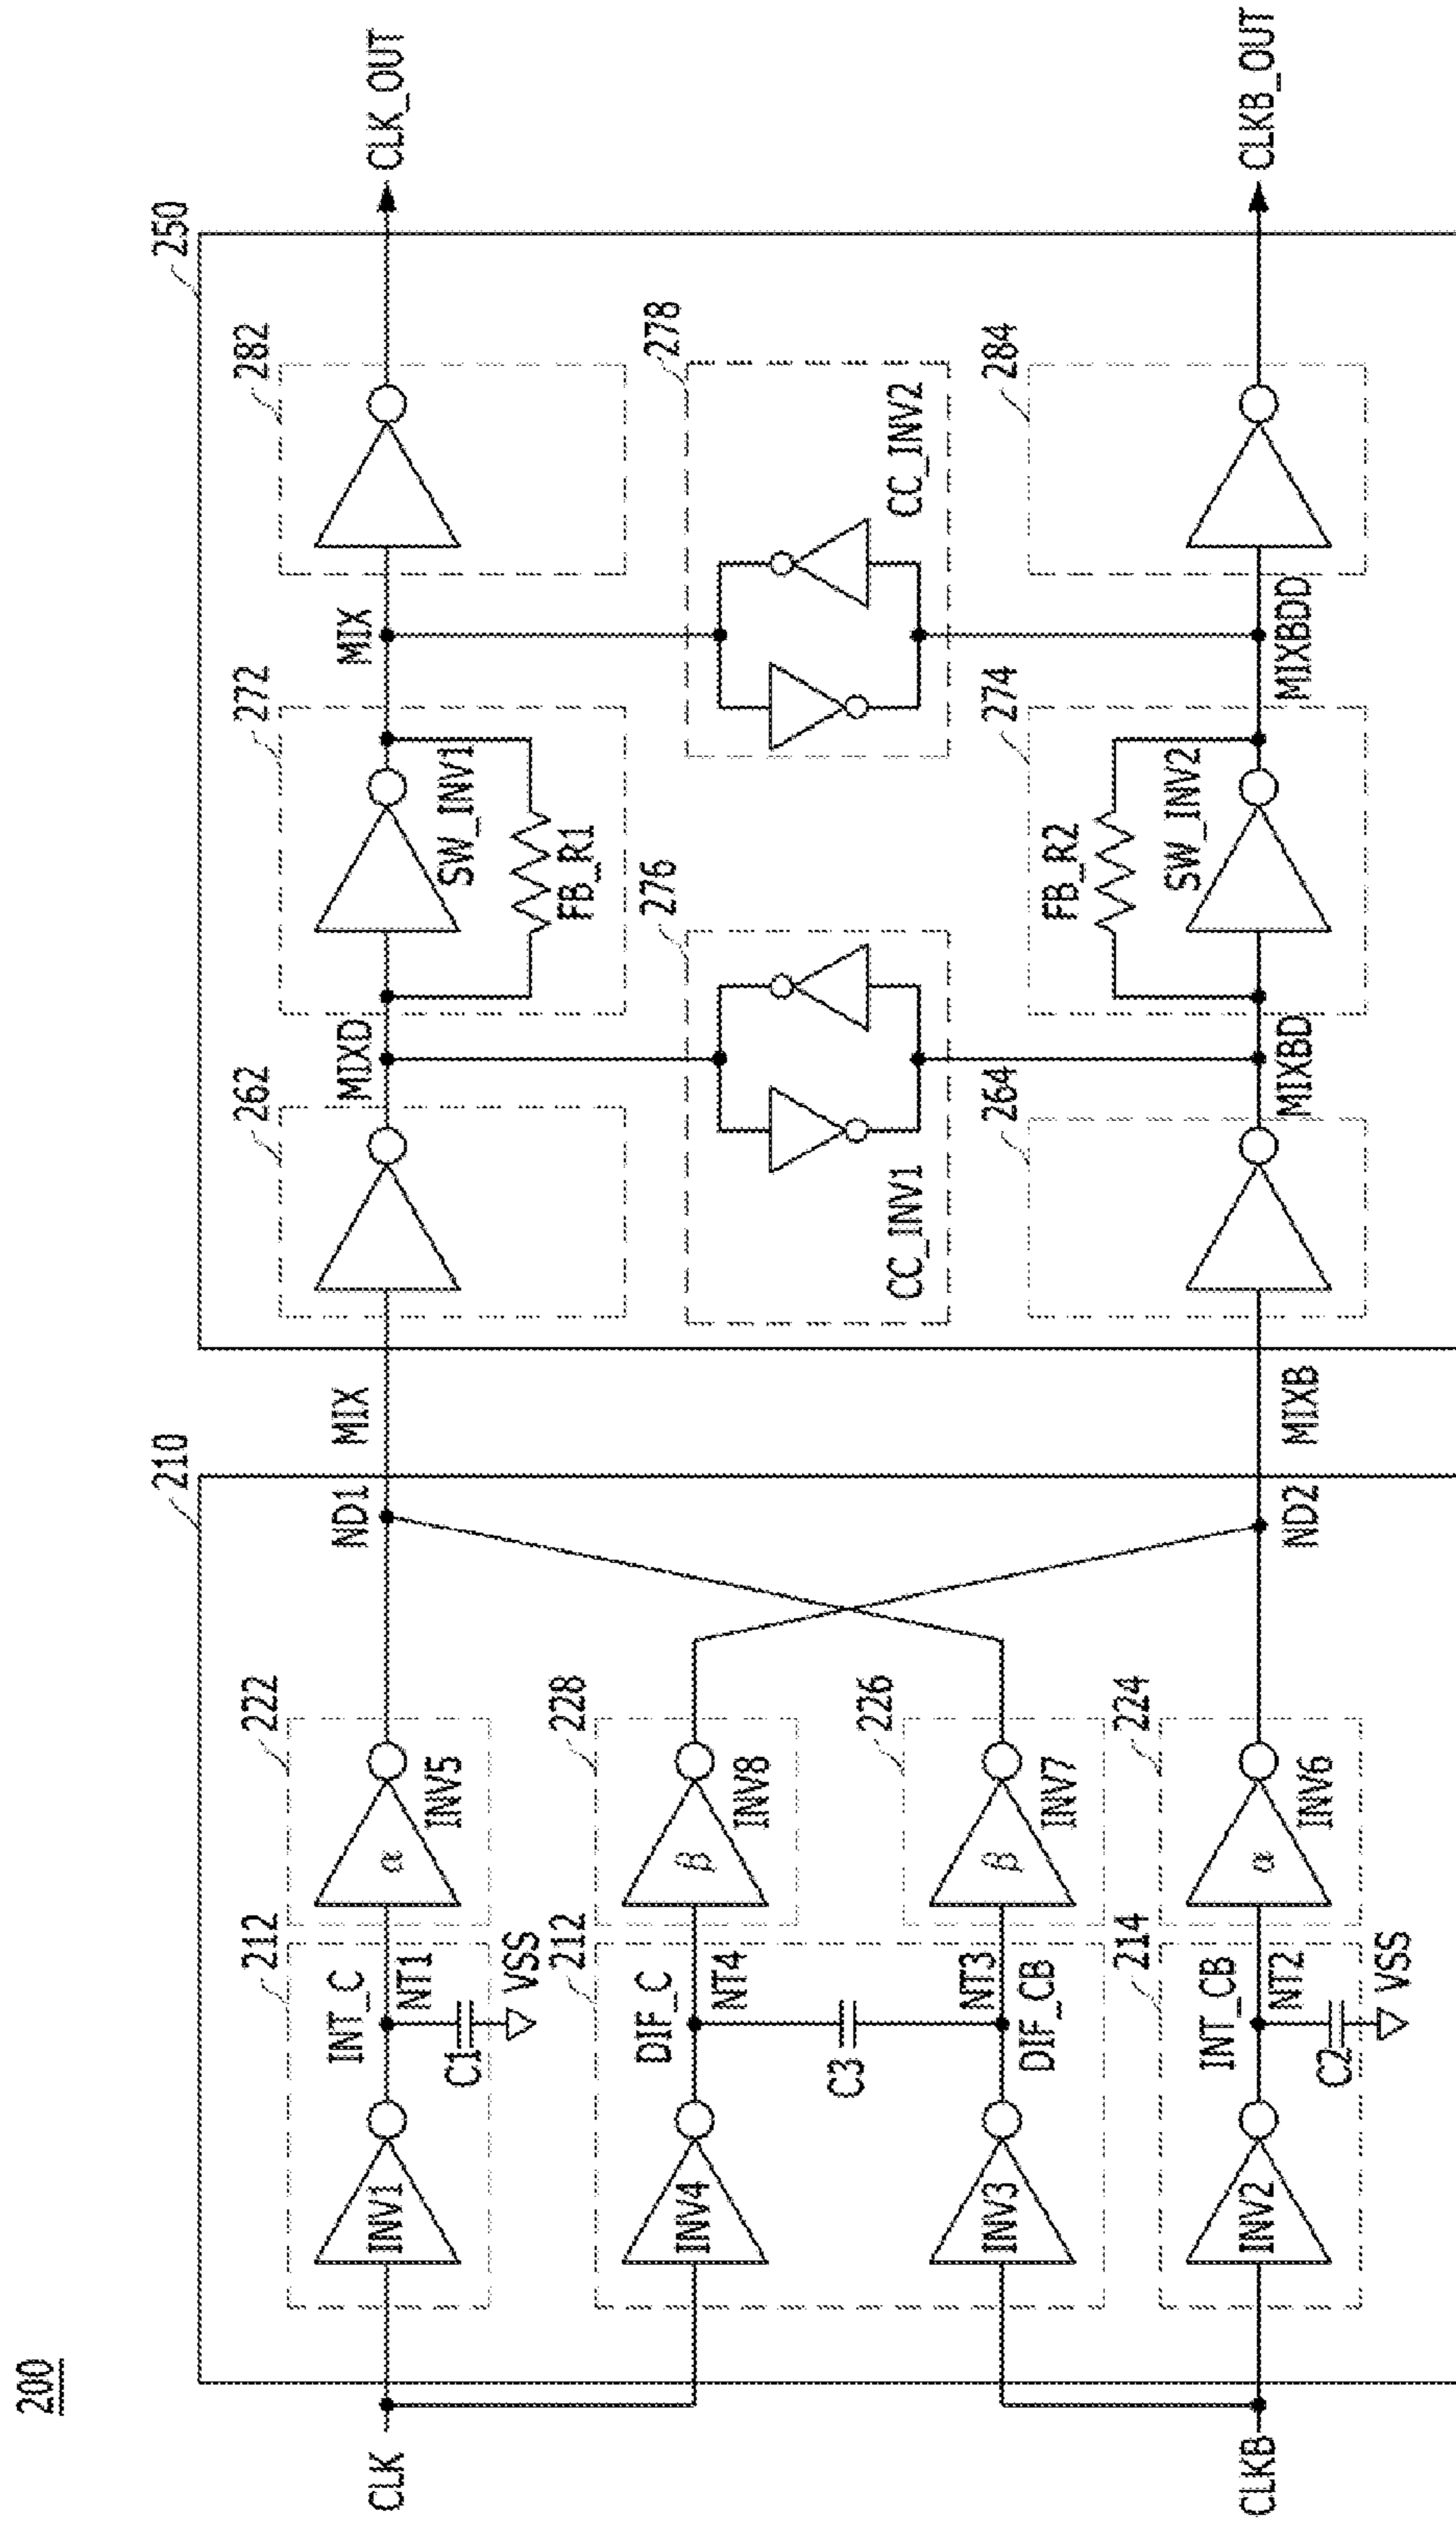 200
210
250
CLK
CLKB
212
INV1
INT_C
NT1
C1
VSS
222
α
INV5
ND1
MIX
212
INV4
DIF_C
NT4
C3
228
β
INV8
INV3
NT3
DIF_CB
226
β
INV7
214
INV2
INT_CB
NT2
C2
VSS
224
α
INV6
ND2
MIXB
262
MIXD
272
SW_INV1
FB_R1
MIX
282
CLK_OUT
276
CC_INV1
278
CC_INV2
264
MIXBD
274
FB_R2
SW_INV2
MIXBDD
284
CLKB_OUT